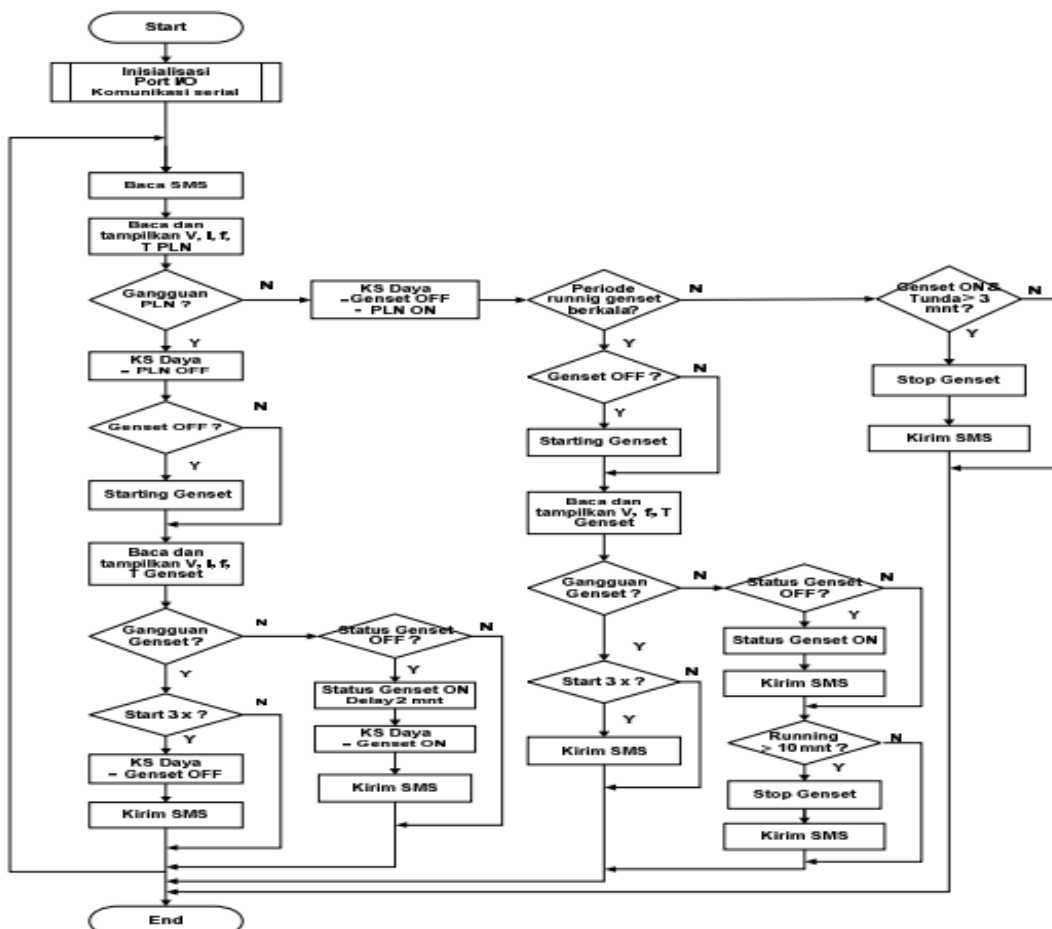 Start
Inisialisasi
Port I/O
Komunikasi serial
Baca SMS
Baca dan
tampilkan V, I, f,
T PLN
Gangguan
PLN ?
N
Y
KS Daya
- PLN OFF
Genset OFF ?
N
Y
Starting Genset
Baca dan
tampilkan V, I, f,
T Genset
Gangguan
Genset ?
N
Y
Start 3 x ?
N
Y
KS Daya
- Genset OFF
Kirim SMS
End
Status Genset
OFF ?
N
Y
Status Genset ON
Delay 2 mnt
KS Daya
- Genset ON
Kirim SMS
KS Daya
- Genset OFF
- PLN ON
Periode
runnig genset
berkala?
N
Y
Genset OFF ?
N
Y
Starting Genset
Baca dan
tampilkan V, f, T
Genset
Gangguan
Genset ?
N
Y
Start 3 x ?
N
Y
Kirim SMS
Status Genset
OFF ?
N
Y
Status Genset ON
Kirim SMS
Running
> 10 mnt ?
N
Y
Stop Genset
Kirim SMS
Genset ON &
Tunda > 3
mnt ?
N
Y
Stop Genset
Kirim SMS